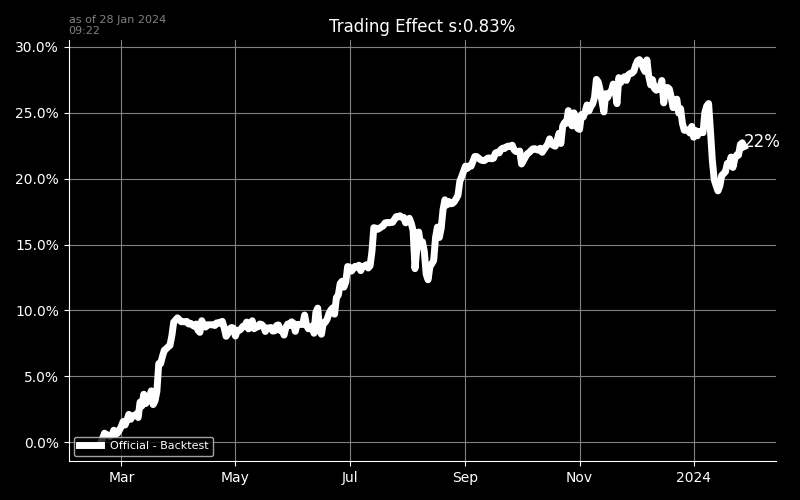 as of 28 Jan 2024
09:22
Trading Effect s:0.83%
30.0%
25.0%
22%
20.0%
15.0%
10.0%
5.0%
0.0%
Official - Backtest
Mar May Jul Sep Nov 2024